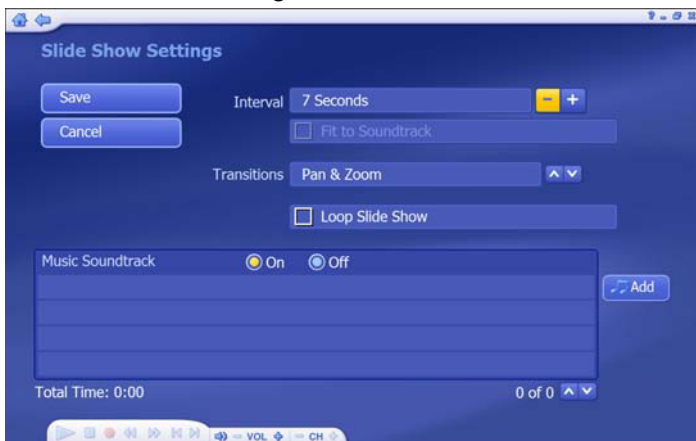 Slide Show Settings
Save
Interval 7 Seconds - +
Cancel
Fit to Soundtrack
Transitions Pan & Zoom
Loop Slide Show
Music Soundtrack On Off
Add
Total Time: 0:00 0 of 0
VOL CH